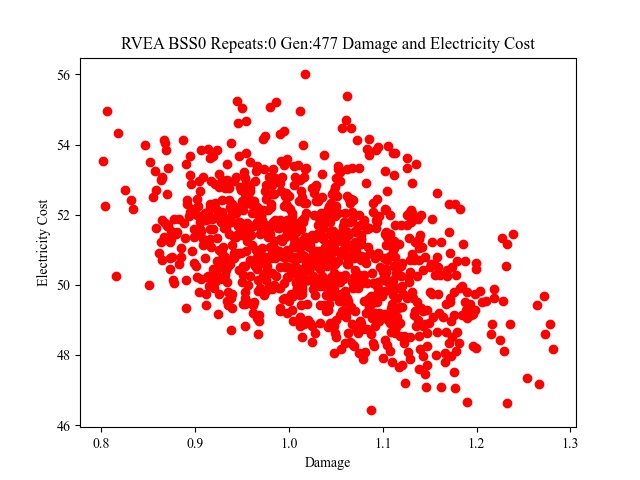 RVEA BSS0 Repeats:0 Gen:477 Damage and Electricity Cost
56
54
52
50
48
46
Electricity Cost
0.8 0.9 1.0 1.1 1.2 1.3
Damage